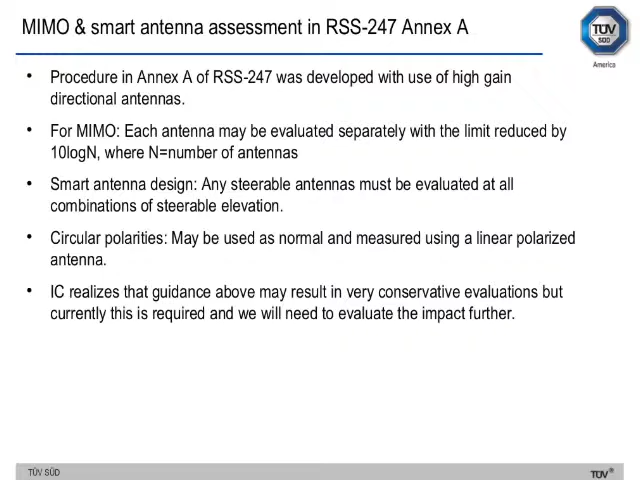 MIMO & smart antenna assessment in RSS-247 Annex A
TÜV
SÜD
America
• Procedure in Annex A of RSS-247 was developed with use of high gain
directional antennas.
• For MIMO: Each antenna may be evaluated separately with the limit reduced by
10logN, where N=number of antennas
• Smart antenna design: Any steerable antennas must be evaluated at all
combinations of steerable elevation.
• Circular polarities: May be used as normal and measured using a linear polarized
antenna.
• IC realizes that guidance above may result in very conservative evaluations but
currently this is required and we will need to evaluate the impact further.
TÜV SÜD
TÜV®